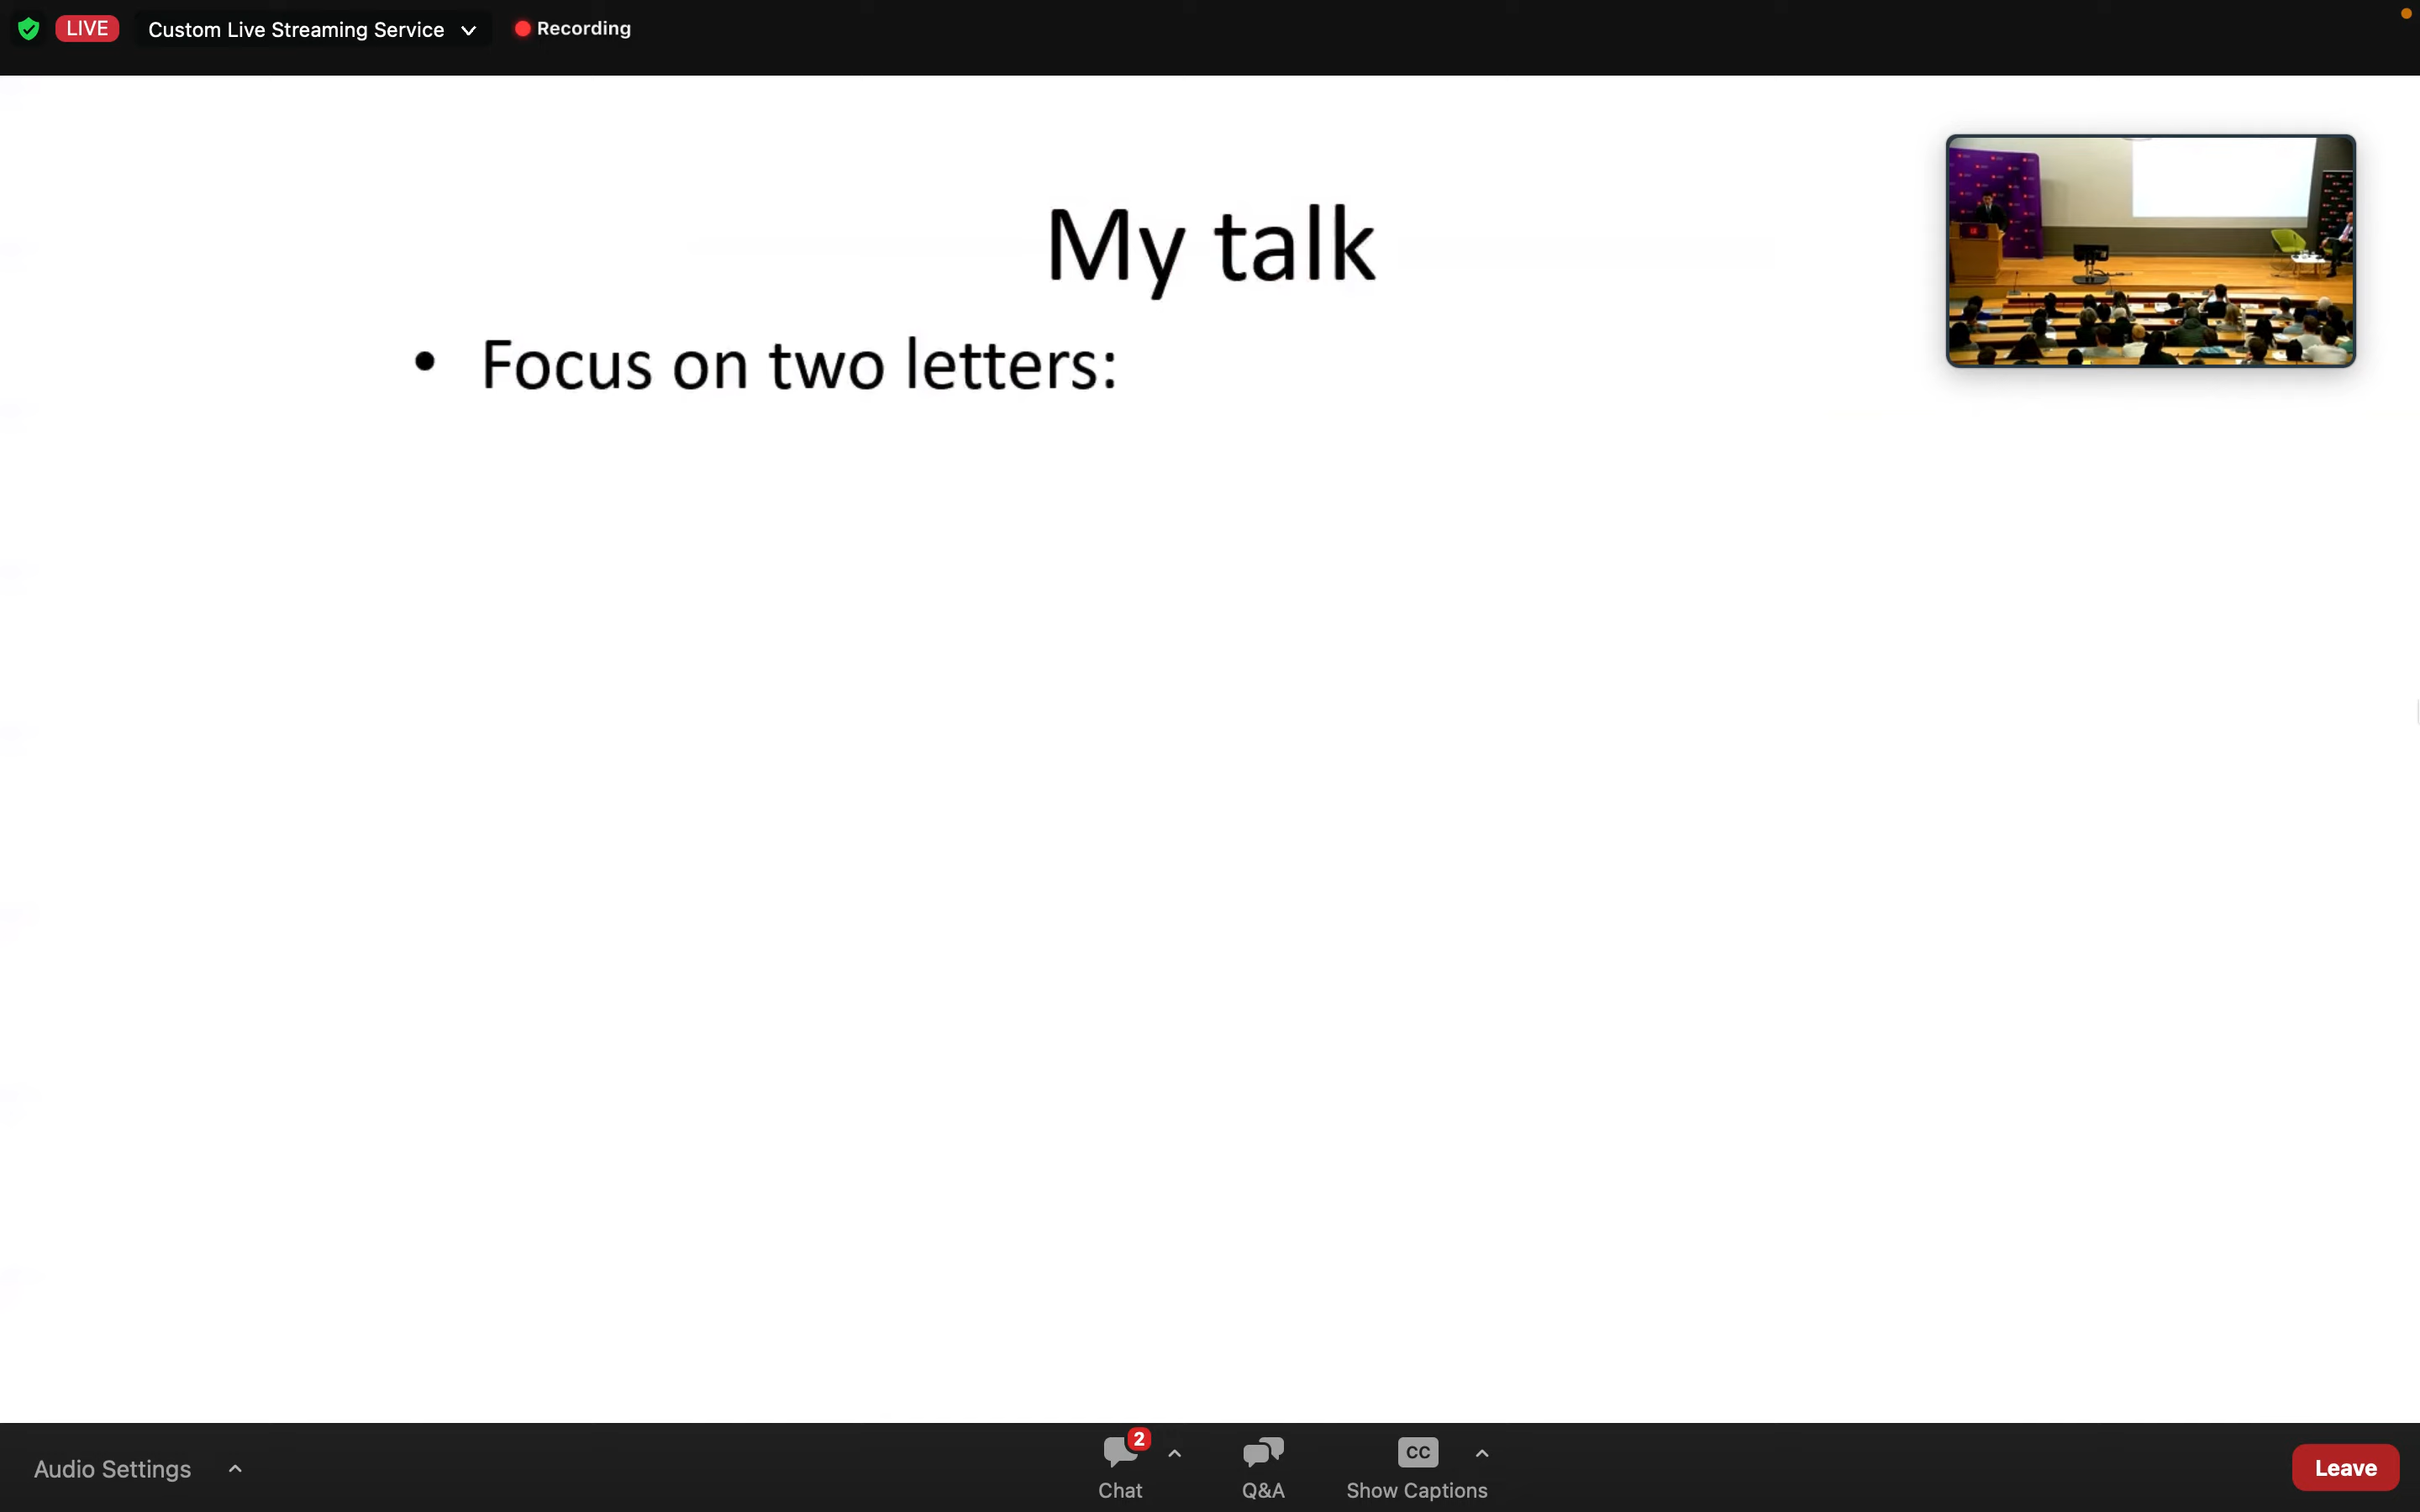 LIVE Custom Live Streaming Service Recording
My talk
• Focus on two letters:
Audio Settings
2
Chat
Q&A
CC
Show Captions
Leave